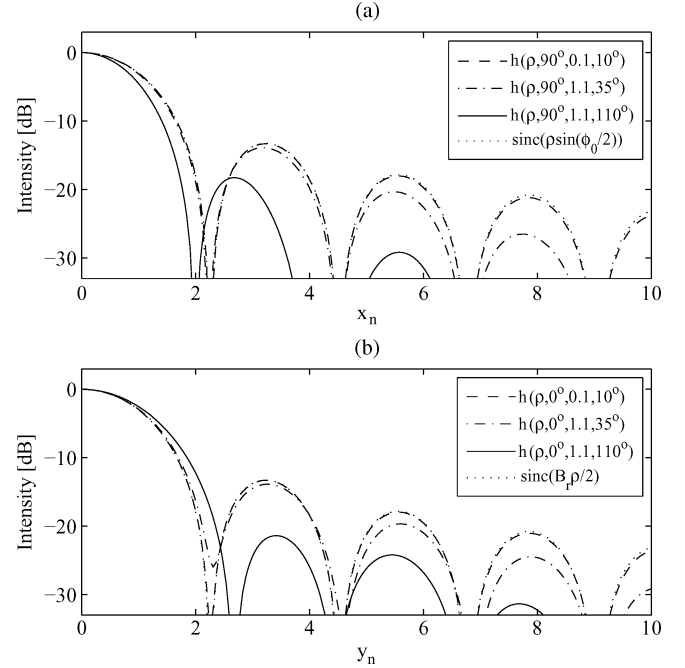 (a)
0
−10
−20
−30
Intensity [dB]
h(ρ,90°,0.1,10°)
h(ρ,90°,1.1,35°)
h(ρ,90°,1.1,110°)
sinc(ρsin(ϕ₀/2))
0 2 4 6 8 10
xₙ
(b)
0
−10
−20
−30
Intensity [dB]
h(ρ,0°,0.1,10°)
h(ρ,0°,1.1,35°)
h(ρ,0°,1.1,110°)
sinc(Bᵣρ/2)
0 2 4 6 8 10
yₙ